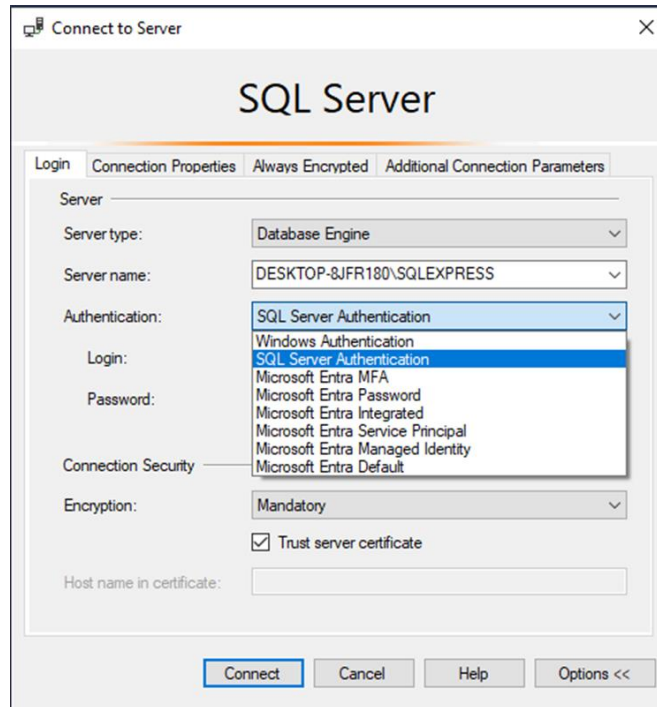 Connect to Server
SQL Server
Login Connection Properties Always Encrypted Additional Connection Parameters
Server
Server type: Database Engine
Server name: DESKTOP-8JFR180\SQLEXPRESS
Authentication: SQL Server Authentication
Windows Authentication
Login: SQL Server Authentication
Microsoft Entra MFA
Password: Microsoft Entra Password
Microsoft Entra Integrated
Microsoft Entra Service Principal
Microsoft Entra Managed Identity
Connection Security Microsoft Entra Default
Encryption: Mandatory
Trust server certificate
Host name in certificate:
Connect Cancel Help Options <<